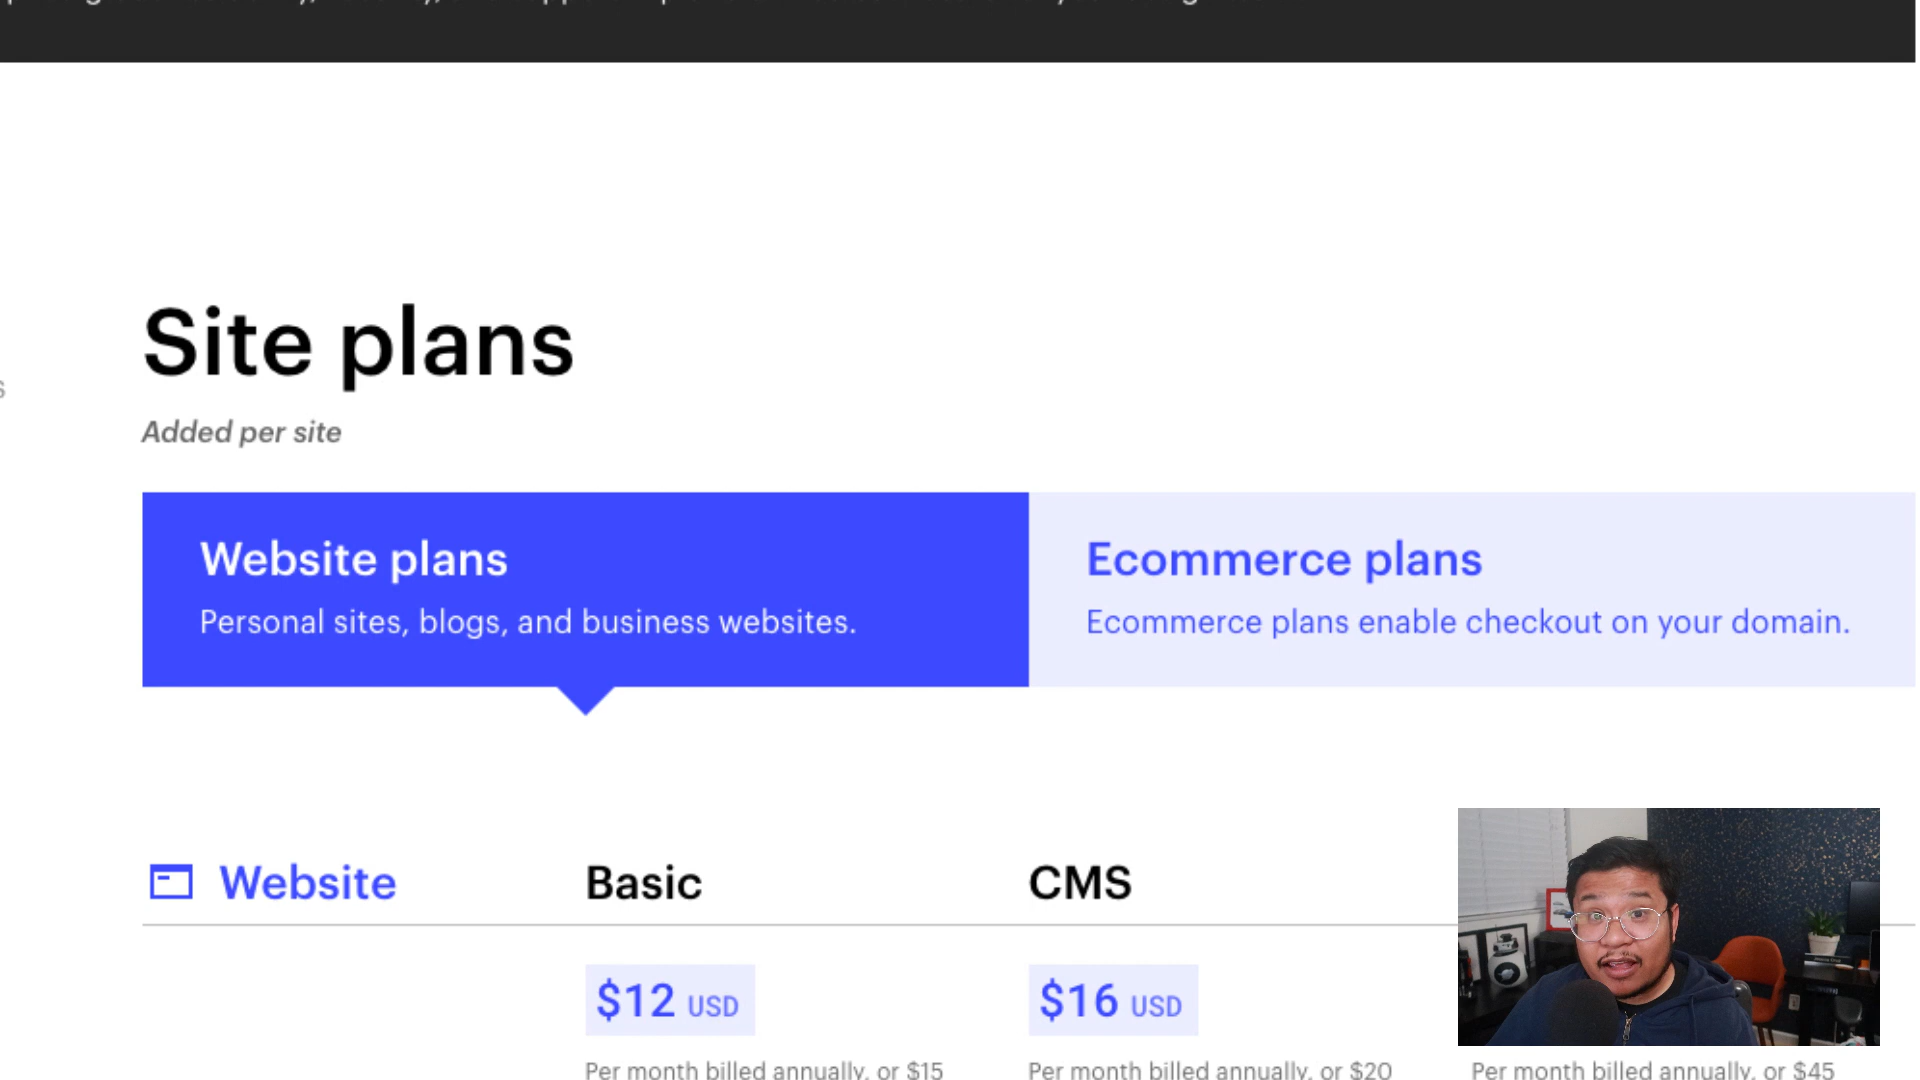 Site plans
Added per site
Website plans
Personal sites, blogs, and business websites.
Ecommerce plans
Ecommerce plans enable checkout on your domain.
Website
Basic
CMS
$12 USD
$16 USD
Per month billed annually, or $15
Per month billed annually, or $20
Per month billed annually, or $45